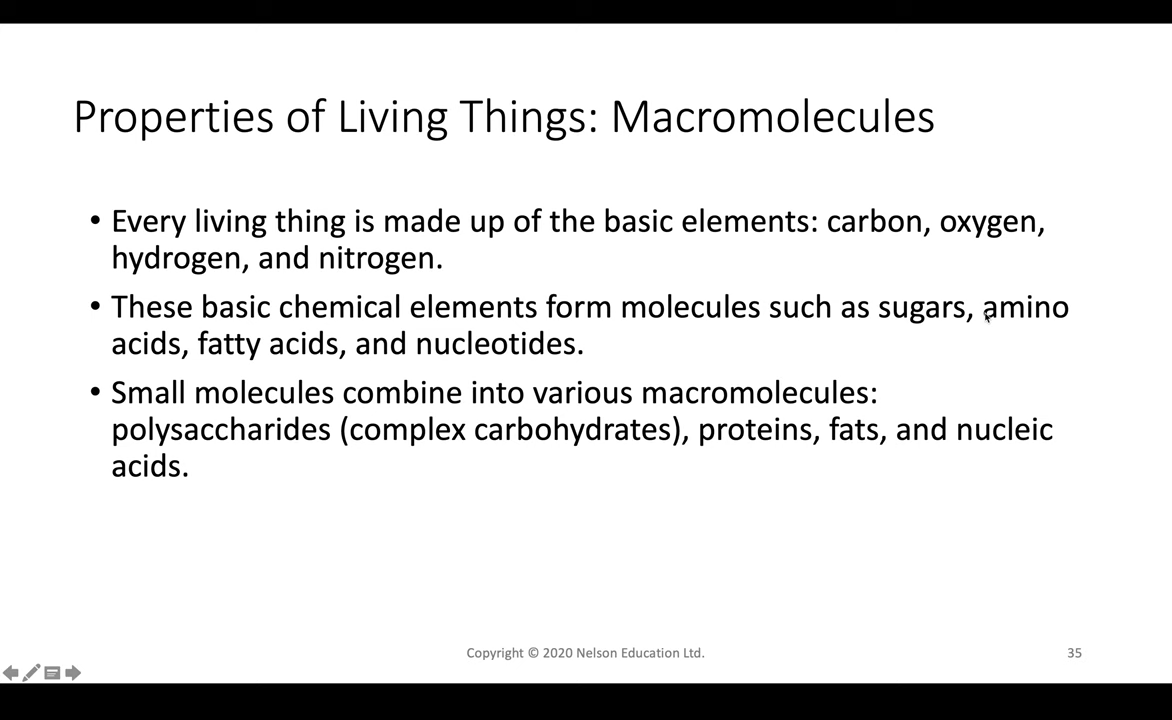 Properties of Living Things: Macromolecules
• Every living thing is made up of the basic elements: carbon, oxygen,
hydrogen, and nitrogen.
• These basic chemical elements form molecules such as sugars, amino
acids, fatty acids, and nucleotides.
• Small molecules combine into various macromolecules:
polysaccharides (complex carbohydrates), proteins, fats, and nucleic
acids.
Copyright © 2020 Nelson Education Ltd.
35